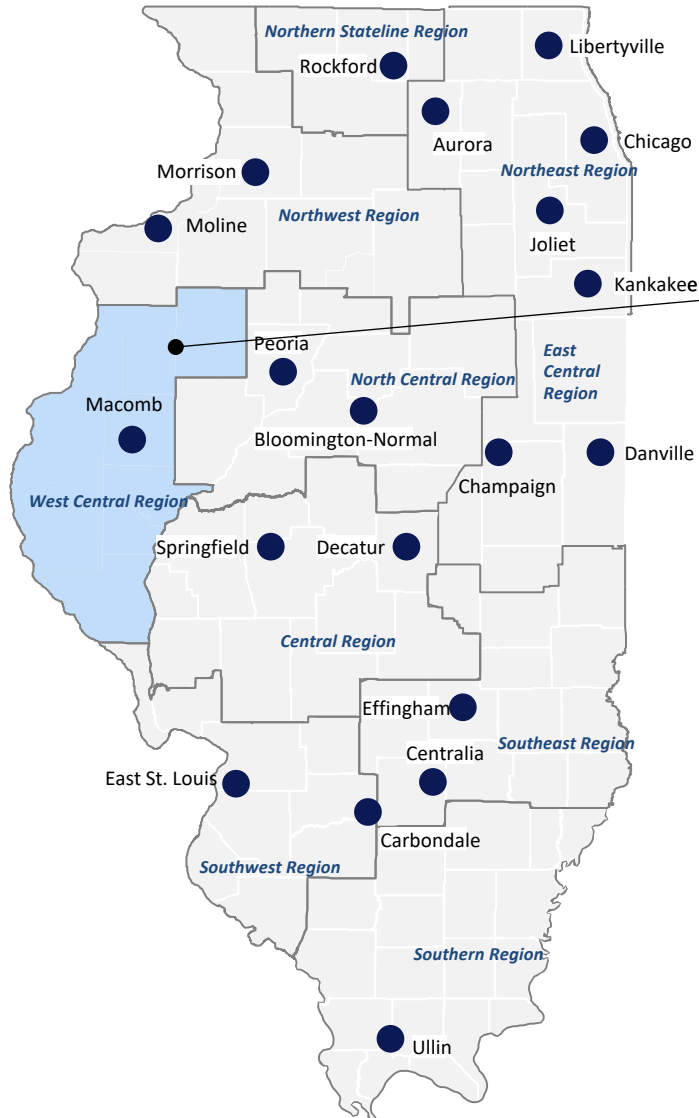 Northern Stateline Region
Libertyville
Rockford
Aurora
Chicago
Morrison
Northeast Region
Northwest Region
Moline
Joliet
Kankakee
Peoria
East
Central
Region
North Central Region
Macomb
Bloomington-Normal
Danville
Champaign
West Central Region
Springfield
Decatur
Central Region
Effingham
Southeast Region
Centralia
East St. Louis
Carbondale
Southwest Region
Southern Region
Ullin